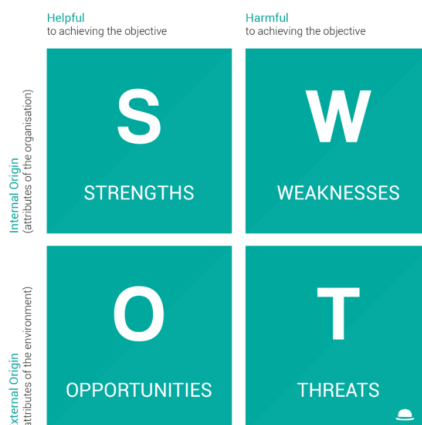 Helpful
to achieving the objective
Harmful
to achieving the objective
Internal Origin
(attributes of the organisation)
S
STRENGTHS
W
WEAKNESSES
xternal Origin
attributes of the environment)
O
OPPORTUNITIES
T
THREATS